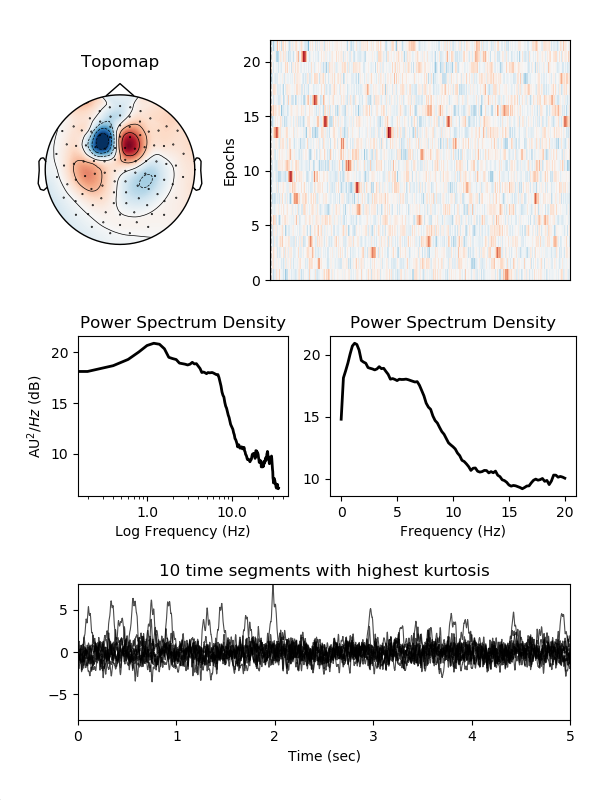 Topomap
Epochs
20
15
10
5
0
Power Spectrum Density
AU²/Hz (dB)
20
15
10
1.0 10.0
Log Frequency (Hz)
Power Spectrum Density
20
15
10
0 5 10 15 20
Frequency (Hz)
10 time segments with highest kurtosis
5
0
−5
0 1 2 3 4 5
Time (sec)